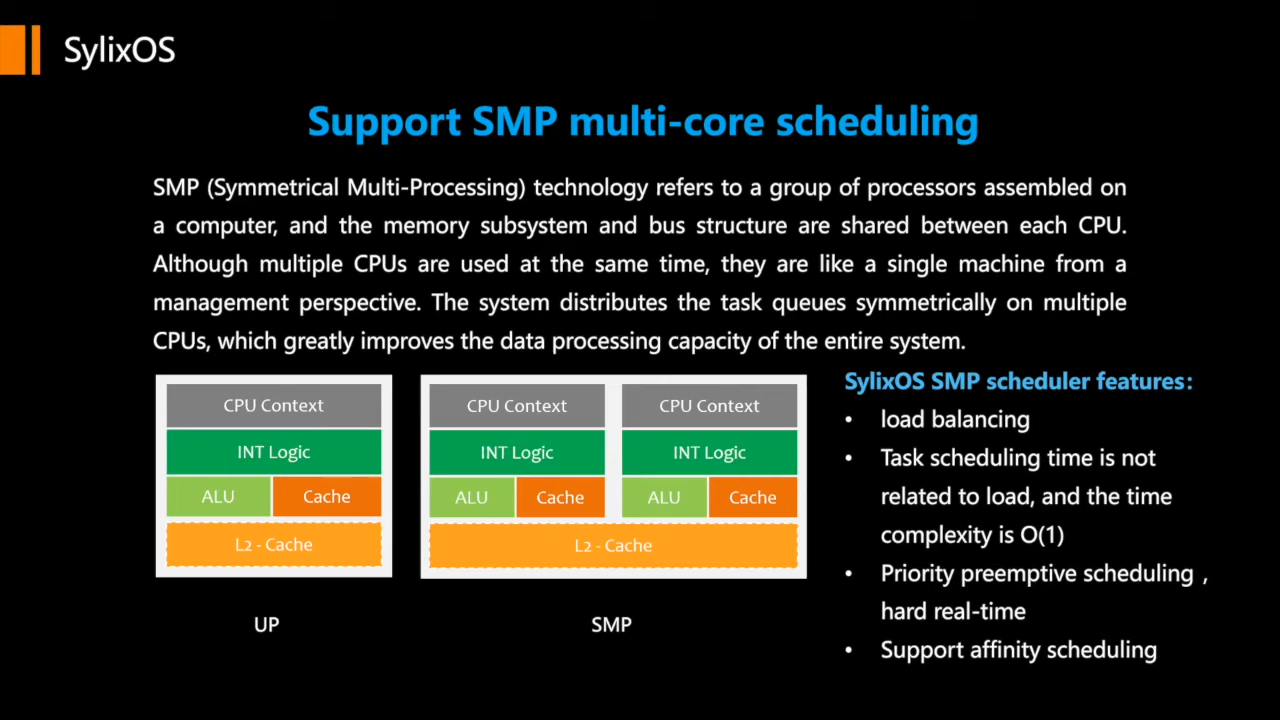 SylixOS
Support SMP multi-core scheduling
SMP (Symmetrical Multi-Processing) technology refers to a group of processors assembled on
a computer, and the memory subsystem and bus structure are shared between each CPU.
Although multiple CPUs are used at the same time, they are like a single machine from a
management perspective. The system distributes the task queues symmetrically on multiple
CPUs, which greatly improves the data processing capacity of the entire system.
CPU Context
INT Logic
ALU Cache
L2 - Cache
UP
CPU Context CPU Context
INT Logic INT Logic
ALU Cache ALU Cache
L2 - Cache
SMP
SylixOS SMP scheduler features：
• load balancing
• Task scheduling time is not
related to load, and the time
complexity is O(1)
• Priority preemptive scheduling，
hard real-time
• Support affinity scheduling